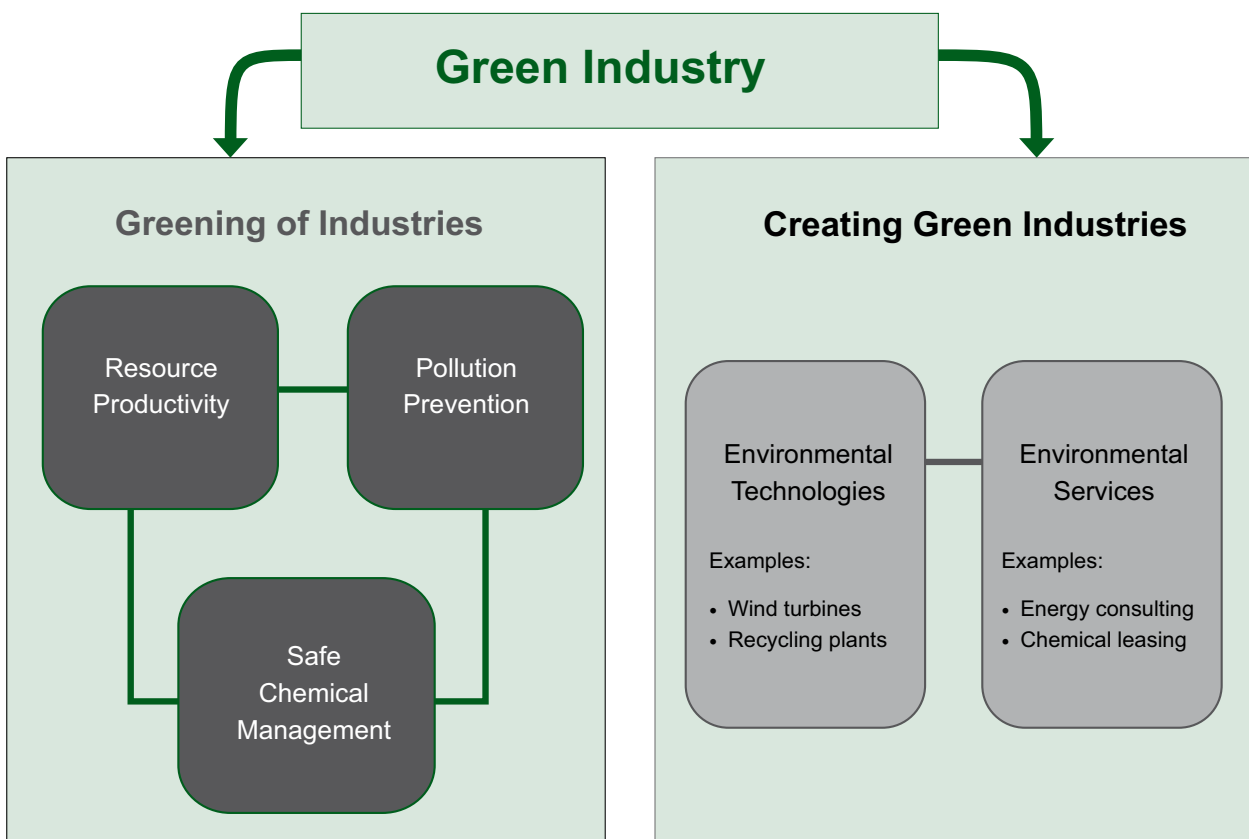 Green Industry
Greening of Industries
Resource
Productivity
Pollution
Prevention
Safe
Chemical
Management
Creating Green Industries
Environmental
Technologies
Examples:
• Wind turbines
• Recycling plants
Environmental
Services
Examples:
• Energy consulting
• Chemical leasing